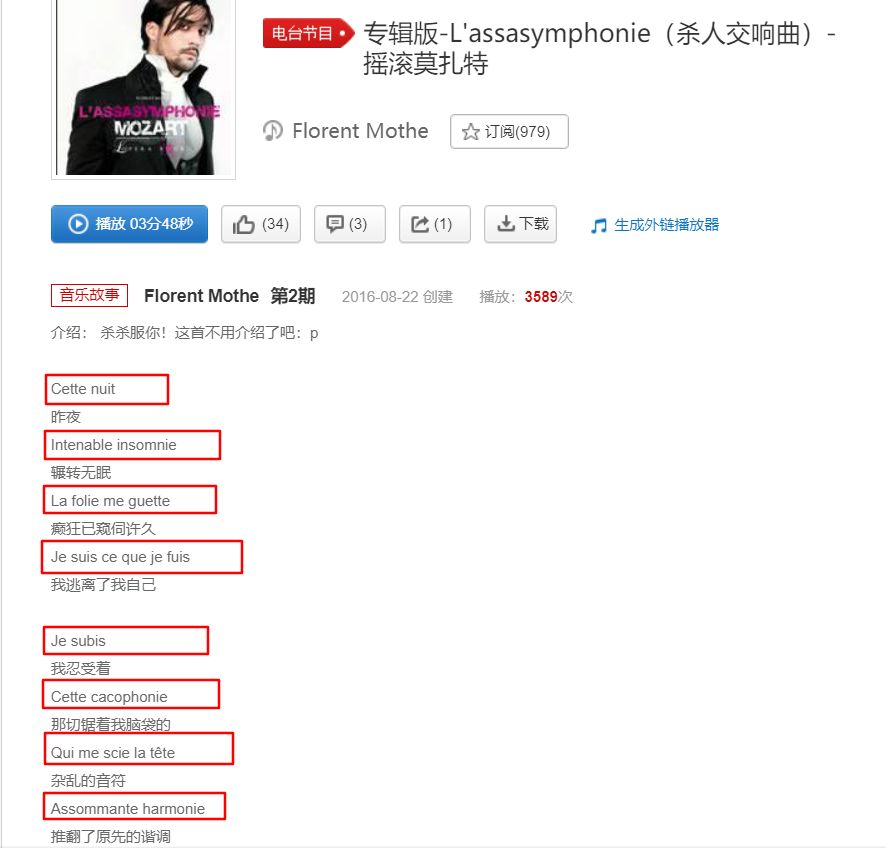 L'ASSASYMPHONIE
MOZART
电台节目
专辑版-L'assasymphonie（杀人交响曲）-
摇滚莫扎特
Florent Mothe
订阅(979)
播放 03分48秒
(34)
(3)
(1)
下载
生成外链播放器
音乐故事 Florent Mothe 第2期 2016-08-22 创建 播放：3589次
介绍： 杀杀服你！这首不用介绍了吧：p
Cette nuit
昨夜
Intenable insomnie
辗转无眠
La folie me guette
癫狂已窥伺许久
Je suis ce que je fuis
我逃离了我自己
Je subis
我忍受着
Cette cacophonie
那切锯着我脑袋的
Qui me scie la tête
杂乱的音符
Assommante harmonie
推翻了原先的谐调